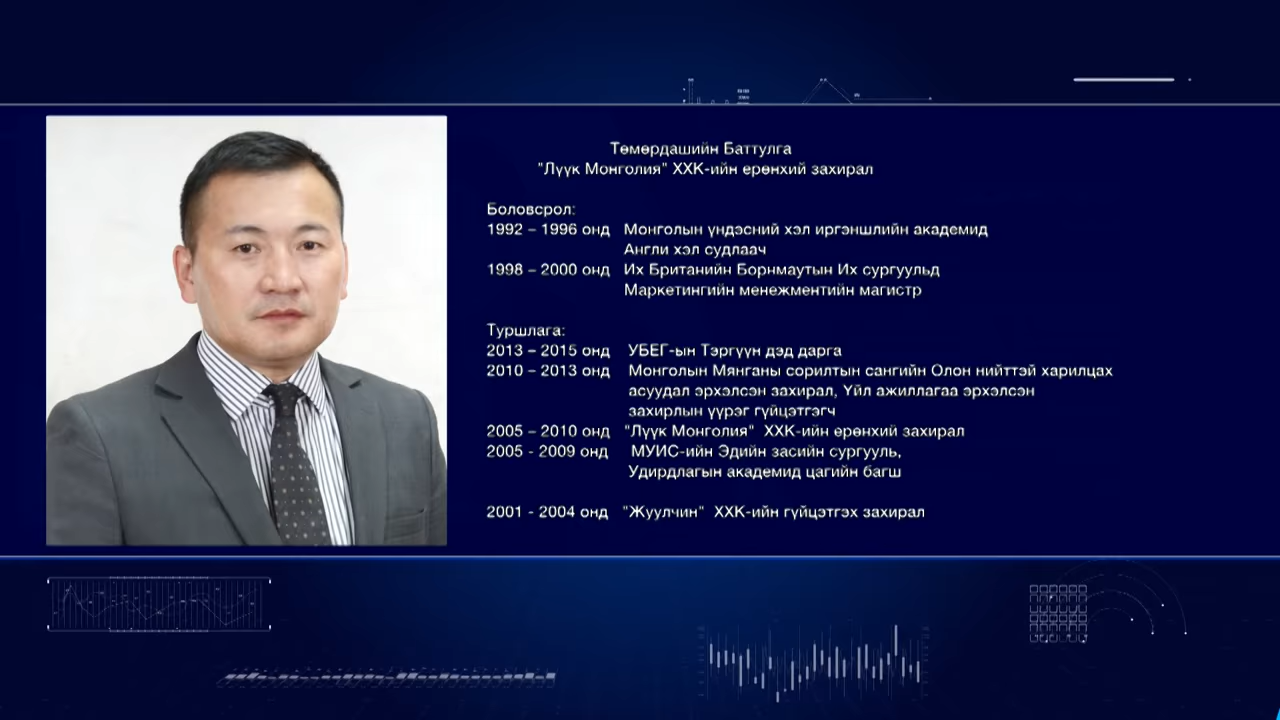 Төмөрдашийн Баттулга
"Лүүк Монголия" ХХК-ийн ерөнхий захирал
Боловсрол:
1992 – 1996 онд Монголын үндэсний хэл иргэншлийн академид
Англи хэл судлаач
1998 – 2000 онд Их Британийн Борнмаутын Их сургуульд
Маркетингийн менежментийн магистр
Туршлага:
2013 – 2015 онд УБЕГ-ын Тэргүүн дэд дарга
2010 – 2013 онд Монголын Мянганы сорилтын сангийн Олон нийттэй харилцах
асуудал эрхэлсэн захирал, Үйл ажиллагаа эрхэлсэн
захирлын үүрэг гүйцэтгэгч
2005 – 2010 онд "Лүүк Монголия" ХХК-ийн ерөнхий захирал
2005 - 2009 онд МУИС-ийн Эдийн засийн сургууль,
Удирдлагын академид цагийн багш
2001 - 2004 онд "Жуулчин" ХХК-ийн гүйцэтгэх захирал